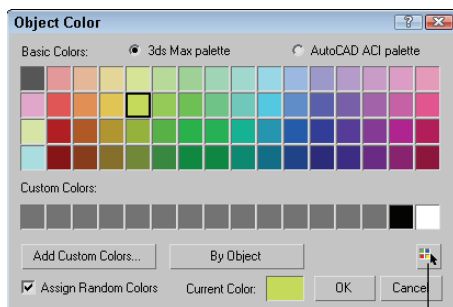 Object Color
Basic Colors: 3ds Max palette AutoCAD ACI palette
Custom Colors:
Add Custom Colors... By Object
Assign Random Colors Current Color: OK Cancel